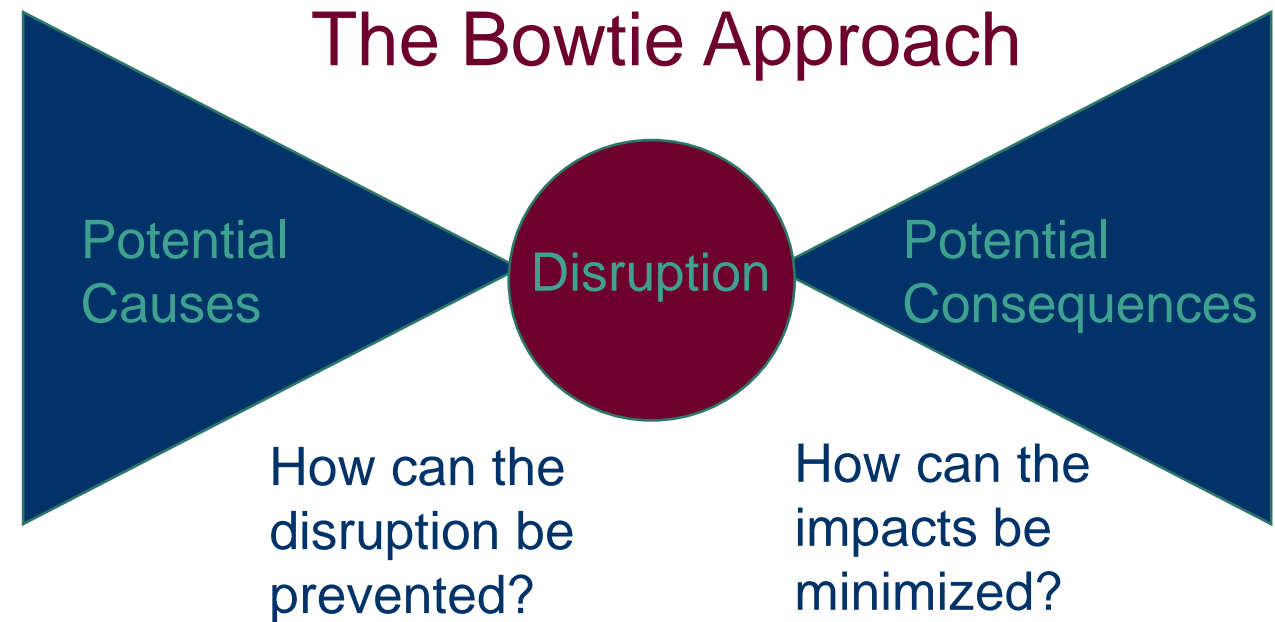 The Bowtie Approach
Potential
Causes
Disruption
Potential
Consequences
How can the
disruption be
prevented?
How can the
impacts be
minimized?